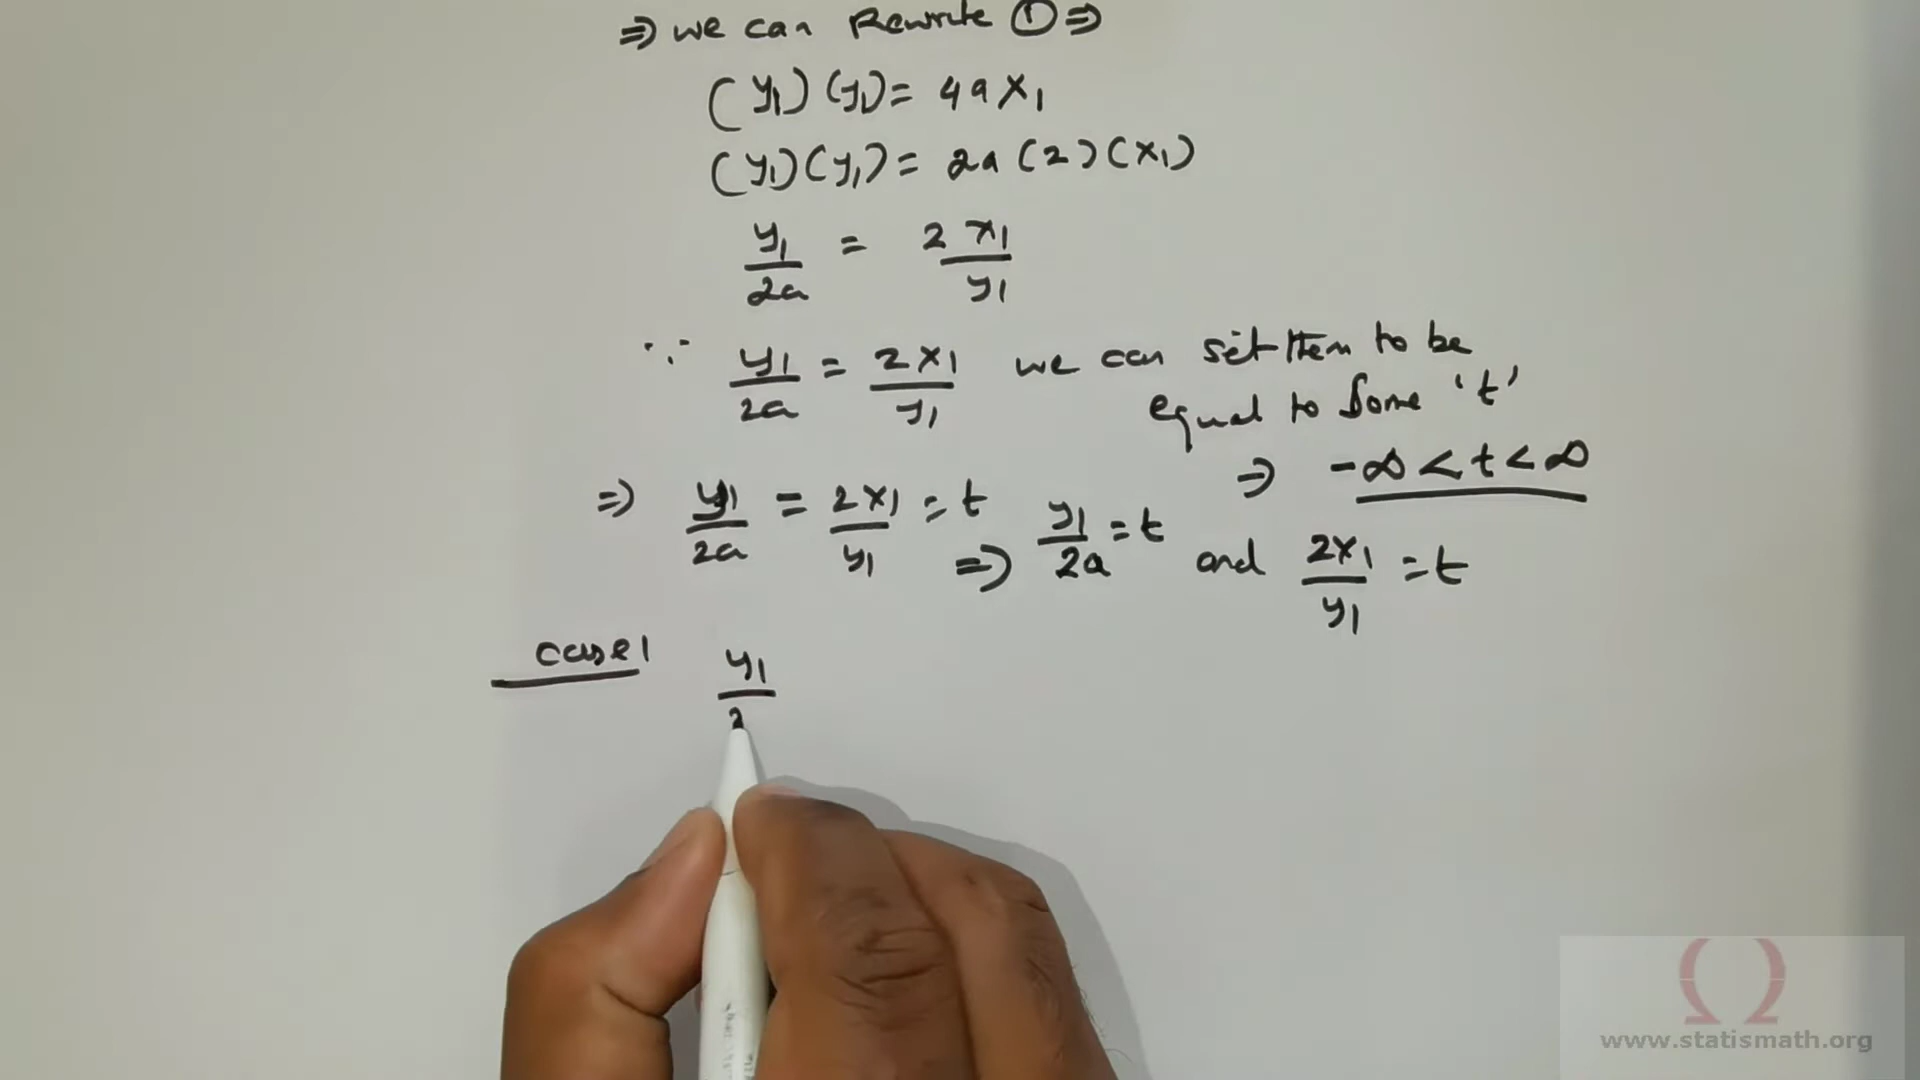 ⇒ we can Rewrite ① ⇒
(y₁)(y₁) = 4ax₁
(y₁)(y₁) = 2a(2)(x₁)
y₁/2a = 2x₁/y₁
∵ y₁/2a = 2x₁/y₁ we can set them to be
equal to some 't'
⇒ -∞ < t < ∞
⇒ y₁/2a = 2x₁/y₁ = t ⇒ y₁/2a = t and 2x₁/y₁ = t
case 1 y₁/2
www.statismath.org